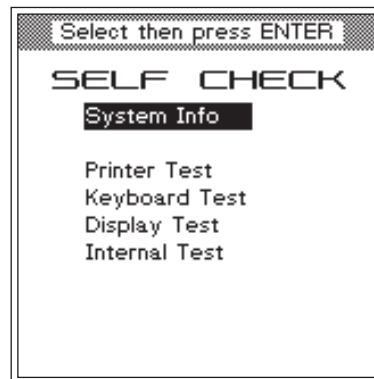 Select then press ENTER
SELF CHECK
System Info
Printer Test
Keyboard Test
Display Test
Internal Test